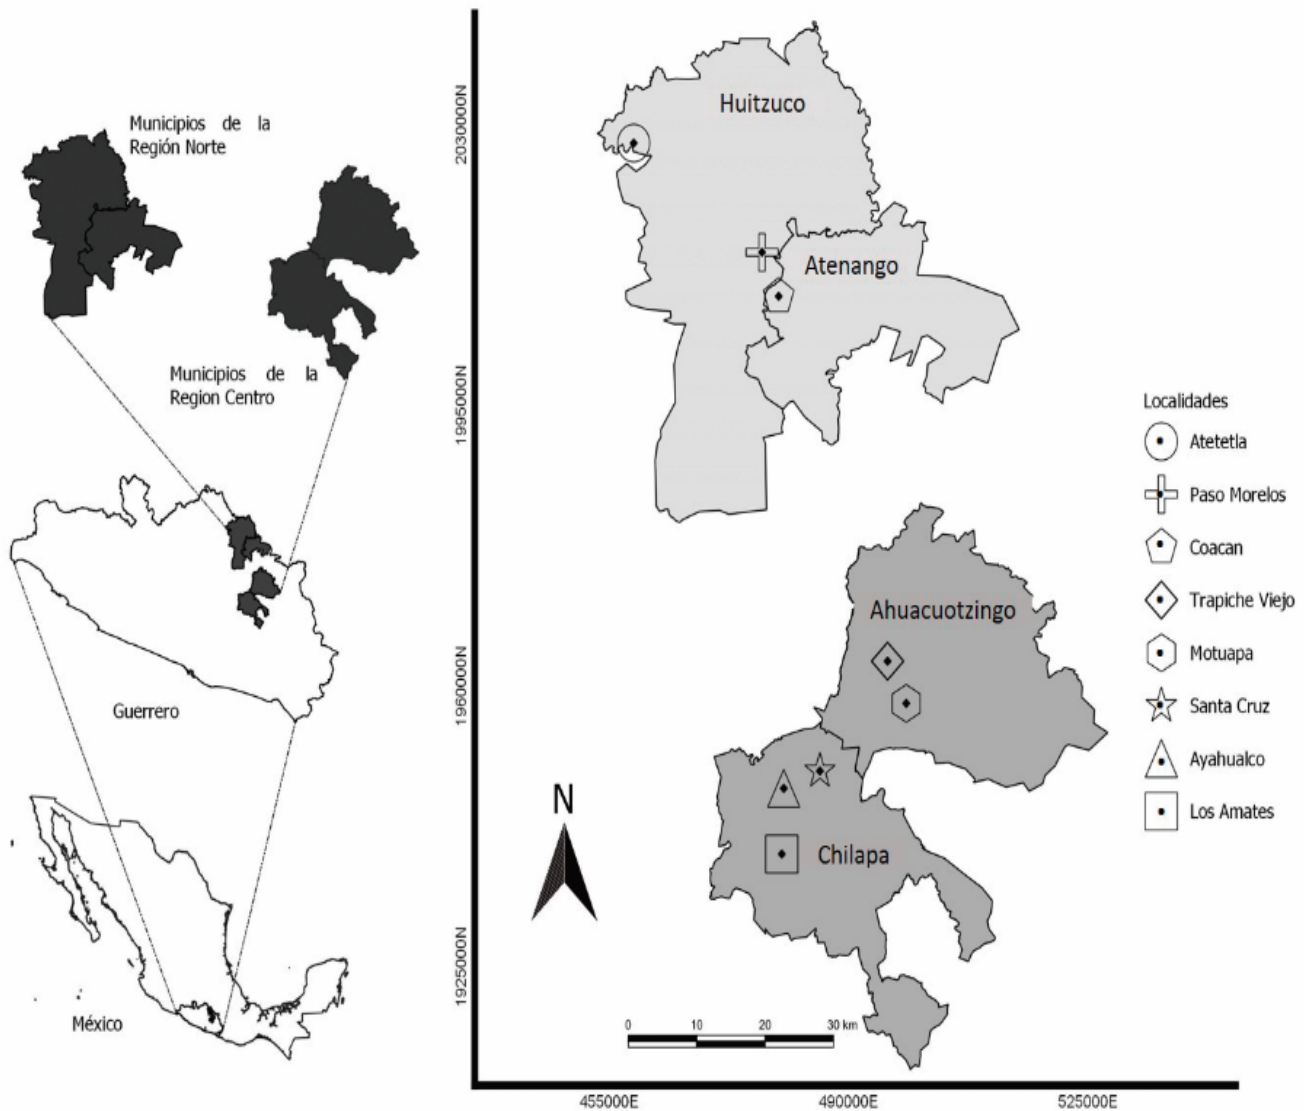 Municipios de la
Región Norte
Municipios de la
Region Centro
Guerrero
México
2030000N
1995000N
1960000N
1925000N
Huitzuco
Atenango
Ahuacuotzingo
Chilapa
N
0 10 20 30 km
455000E 490000E 525000E
Localidades
Atetetla
Paso Morelos
Coacan
Trapiche Viejo
Motuapa
Santa Cruz
Ayahualco
Los Amates